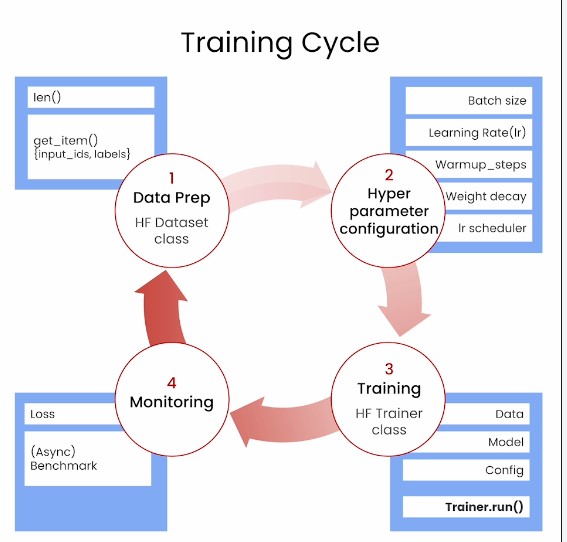 Training Cycle
len()
get_item()
{input_ids, labels}
1
Data Prep
HF Dataset
class
Batch size
Learning Rate(lr)
Warmup_steps
Weight decay
lr scheduler
2
Hyper
parameter
configuration
3
Training
HF Trainer
class
Data
Model
Config
Trainer.run()
4
Monitoring
Loss
(Async)
Benchmark